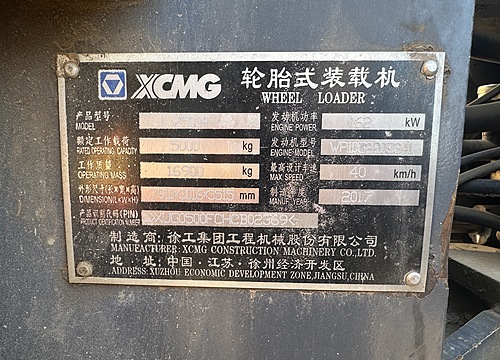 XCMG 轮胎式装载机
WHEEL LOADER
产品型号 发动机功率 162 kW
MODEL ENGINE POWER
额定工作载荷 5000 kg 发动机型号
RATED OPERATING CAPACITY ENGINE MODEL
工作质量 16900 kg 最高设计车速 40 km/h
OPERATING MASS MAX SPEED
外形尺寸(长×宽×高) mm 制造 2017
DIMENSION(L×W×H) MANUF. YEAR
产品识别代码(PIN)
PRODUCT IDENTIFICATION NUMBER
制造商:徐工集团工程机械股份有限公司
MANUFACTURER: XCMG CONSTRUCTION MACHINERY CO.,LTD.
地 址:中国·江苏·徐州经济开发区
ADDRESS: XUZHOU ECONOMIC DEVELOPMENT ZONE, JIANGSU, CHINA